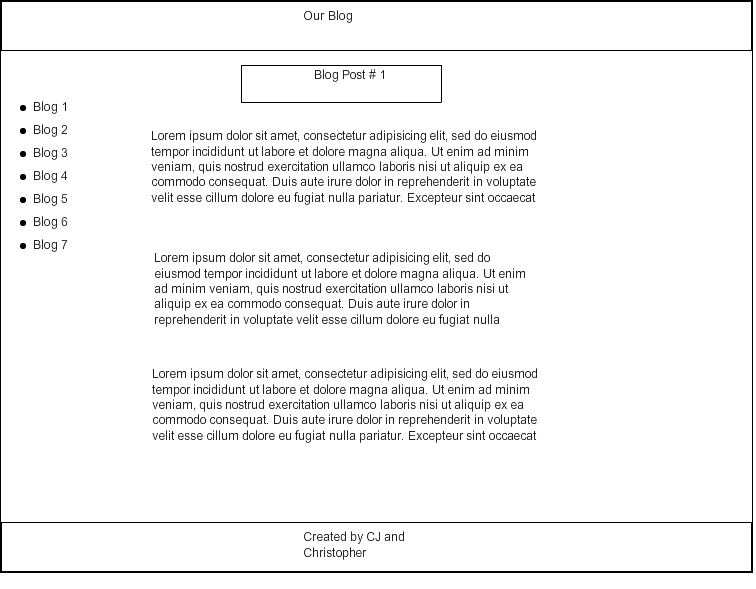 Our Blog
Blog Post # 1
Blog 1
Blog 2
Blog 3
Blog 4
Blog 5
Blog 6
Blog 7
Lorem ipsum dolor sit amet, consectetur adipisicing elit, sed do eiusmod
tempor incididunt ut labore et dolore magna aliqua. Ut enim ad minim
veniam, quis nostrud exercitation ullamco laboris nisi ut aliquip ex ea
commodo consequat. Duis aute irure dolor in reprehenderit in voluptate
velit esse cillum dolore eu fugiat nulla pariatur. Excepteur sint occaecat
Lorem ipsum dolor sit amet, consectetur adipisicing elit, sed do
eiusmod tempor incididunt ut labore et dolore magna aliqua. Ut enim
ad minim veniam, quis nostrud exercitation ullamco laboris nisi ut
aliquip ex ea commodo consequat. Duis aute irure dolor in
reprehenderit in voluptate velit esse cillum dolore eu fugiat nulla
Lorem ipsum dolor sit amet, consectetur adipisicing elit, sed do eiusmod
tempor incididunt ut labore et dolore magna aliqua. Ut enim ad minim
veniam, quis nostrud exercitation ullamco laboris nisi ut aliquip ex ea
commodo consequat. Duis aute irure dolor in reprehenderit in voluptate
velit esse cillum dolore eu fugiat nulla pariatur. Excepteur sint occaecat
Created by CJ and
Christopher